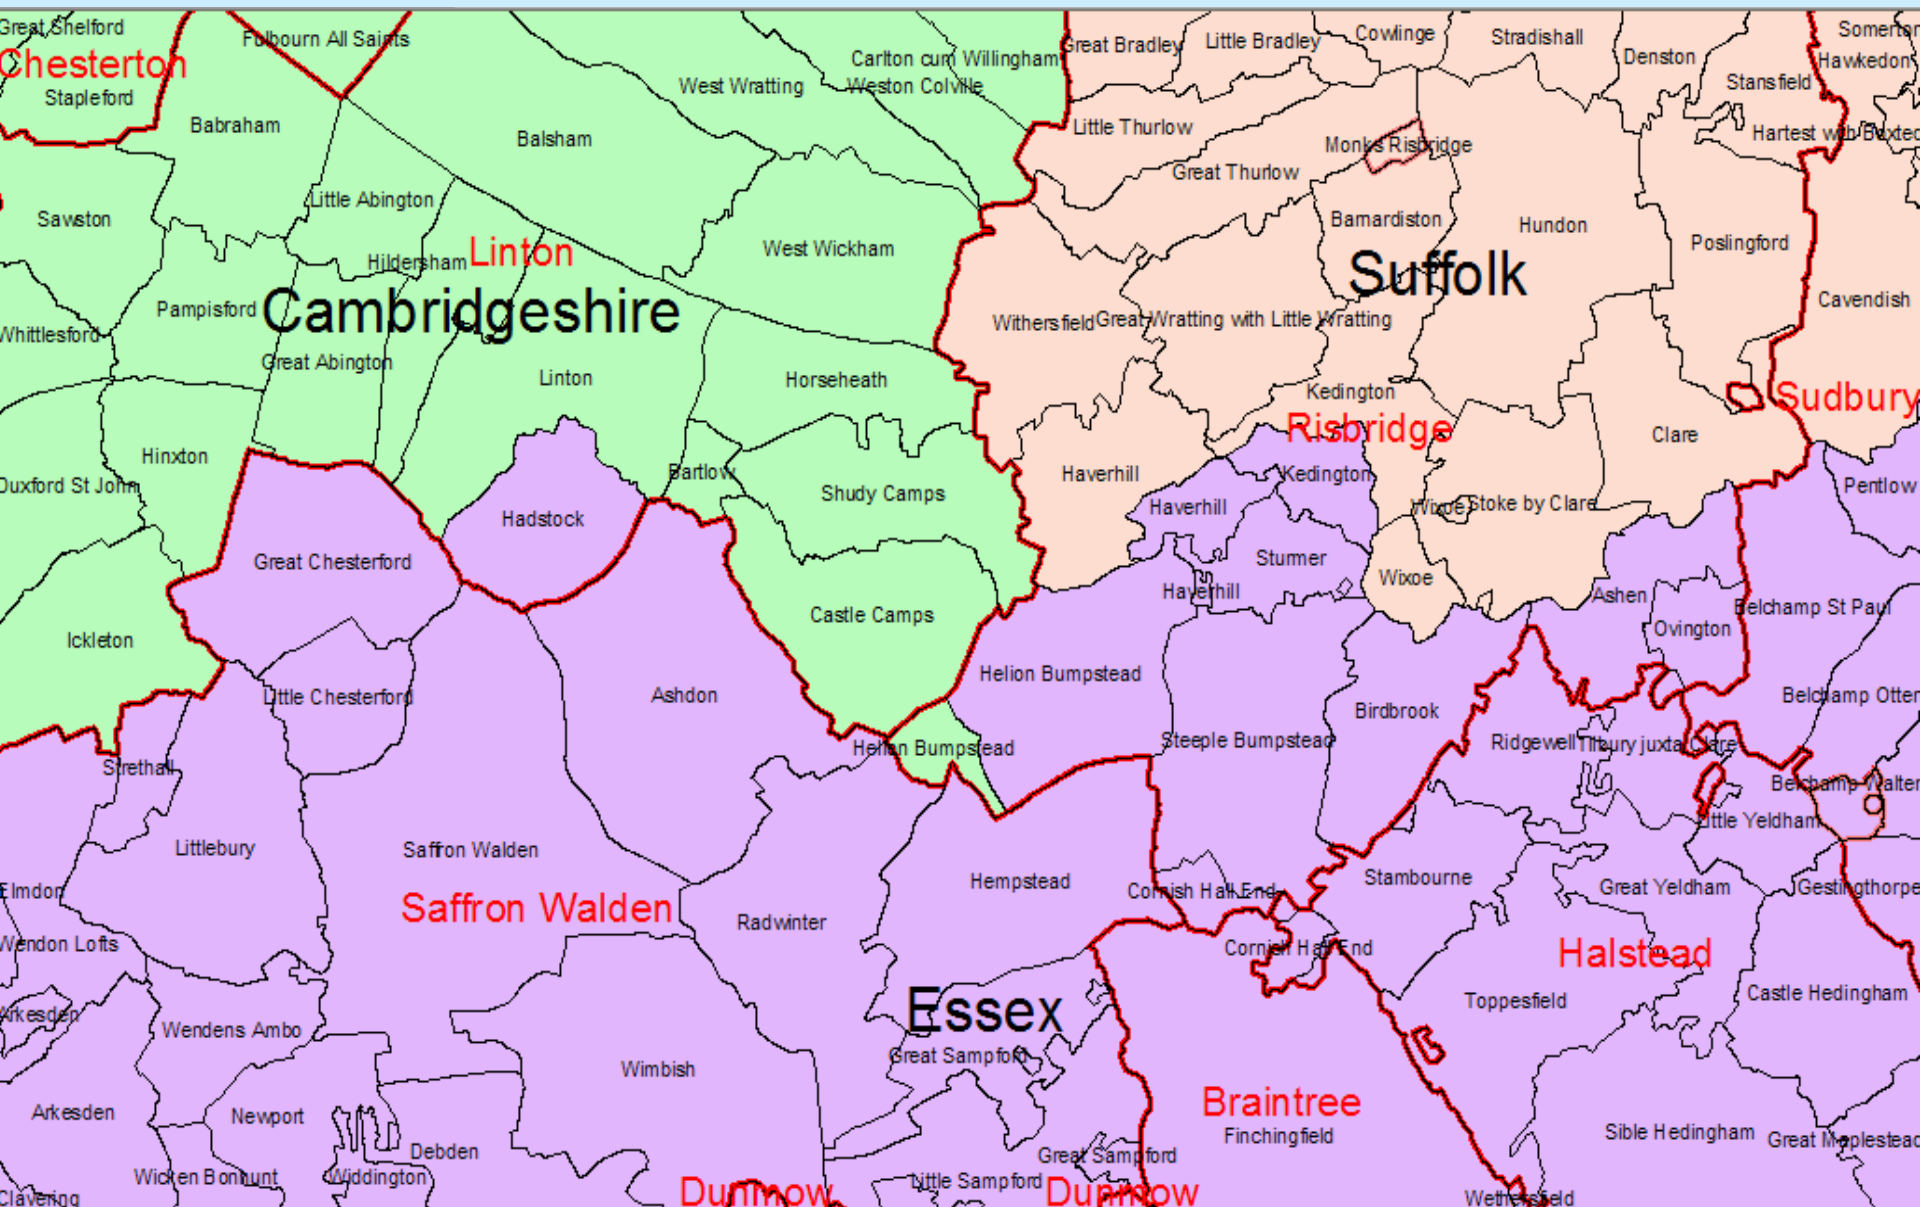 Great Shelford
Fulbourn All Saints
Chesterton
Stapleford
Babraham
Balsham
West Wratting
Carlton cum Willingham
Weston Colville
Great Bradley
Little Bradley
Cowlinge
Stradishall
Denston
Stansfield
Somerton
Hawkedon
Little Thurlow
Monks Risbridge
Great Thurlow
Sawston
Little Abington
Hildersham
Linton
West Wickham
Barnardiston
Hundon
Poslingford
Suffolk
Cavendish
Pampisford
Cambridgeshire
Whittlesford
Great Abington
Linton
Horseheath
Withersfield
Great Wratting with Little Wratting
Kedington
Risbridge
Sudbury
Clare
Hinxton
Duxford St John
Bartlow
Shudy Camps
Haverhill
Kedington
Haverhill
Wixoe
Stoke by Clare
Pentlow
Hadstock
Great Chesterford
Sturmer
Haverhill
Wixoe
Ashen
Ovington
Belchamp St Paul
Ickleton
Castle Camps
Helion Bumpstead
Little Chesterford
Ashdon
Birdbrook
Belchamp Otten
Helion Bumpstead
Steeple Bumpstead
Ridgewell
Tilbury juxta Clare
Strethall
Belchamp Walter
Little Yeldham
Littlebury
Saffron Walden
Saffron Walden
Elmdon
Hempstead
Cornish Hall End
Stambourne
Great Yeldham
Gestingthorpe
Radwinter
Wendon Lofts
Cornish Hall End
Halstead
Arkesden
Wendens Ambo
Essex
Toppesfield
Castle Hedingham
Great Sampford
Wimbish
Arkesden
Newport
Braintree
Finchingfield
Sible Hedingham
Great Maplestead
Debden
Great Sampford
Wicken Bonhunt
Widdington
Little Sampford
Dunmow
Dunmow
Clavering
Wethersfield